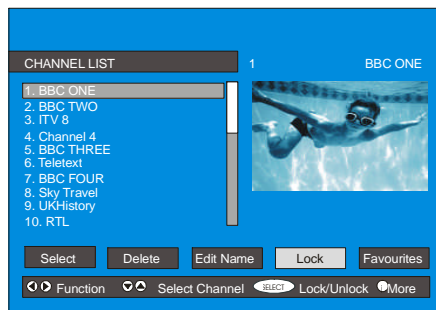 CHANNEL LIST
1 BBC ONE
1. BBC ONE
2. BBC TWO
3. ITV 8
4. Channel 4
5. BBC THREE
6. Teletext
7. BBC FOUR
8. Sky Travel
9. UKHistory
10. RTL
Select Delete Edit Name Lock Favourites
Function Select Channel SELECT Lock/Unlock i More